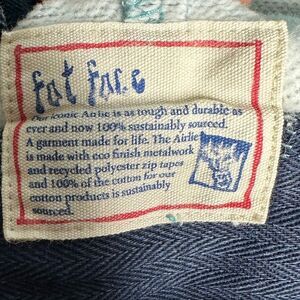 fat face
Our iconic Airlie is as tough and durable as
ever and now 100% sustainably sourced.
A garment made for life. The Airlie
is made with eco finish metalwork
and recycled polyester zip tapes
and 100% of the cotton for our
cotton products is sustainably
sourced.